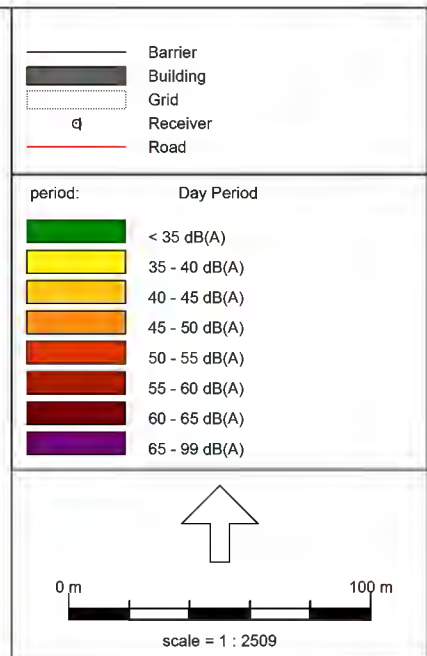 Barrier
Building
Grid
Receiver
Road
period: Day Period
< 35 dB(A)
35 - 40 dB(A)
40 - 45 dB(A)
45 - 50 dB(A)
50 - 55 dB(A)
55 - 60 dB(A)
60 - 65 dB(A)
65 - 99 dB(A)
0 m 100 m
scale = 1 : 2509